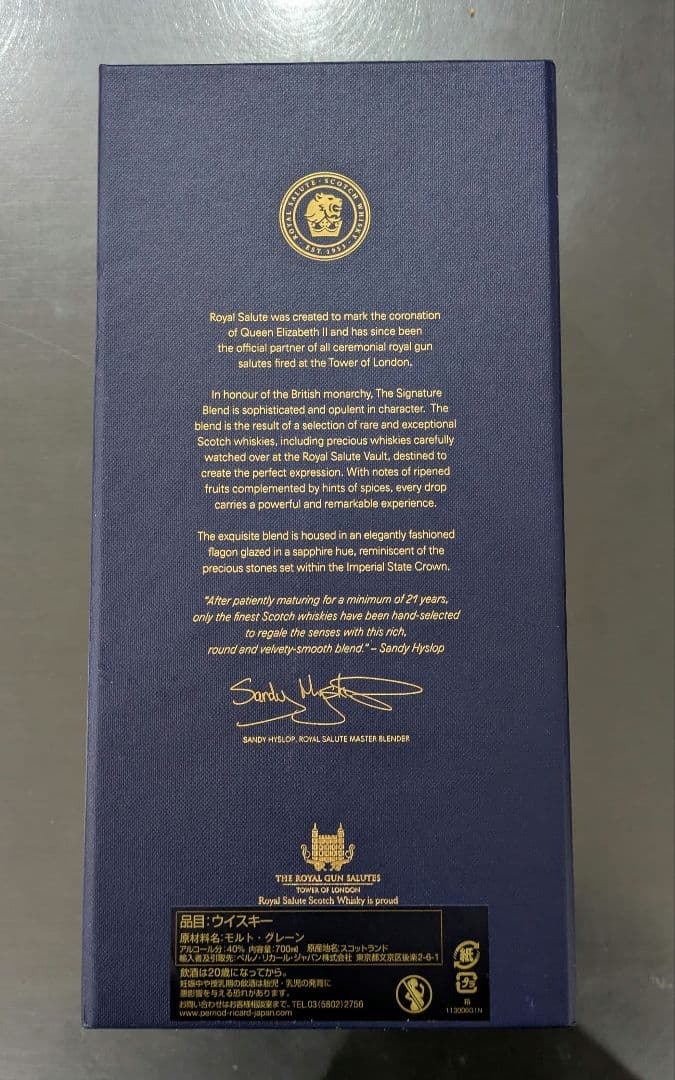 ROYAL SALUTE · SCOTCH WHISKY
· EST. 1953 ·
Royal Salute was created to mark the coronation
of Queen Elizabeth II and has since been
the official partner of all ceremonial royal gun
salutes fired at the Tower of London.
In honour of the British monarchy, The Signature
Blend is sophisticated and opulent in character. The
blend is the result of a selection of rare and exceptional
Scotch whiskies, including precious whiskies carefully
watched over at the Royal Salute Vault, destined to
create the perfect expression. With notes of ripened
fruits complemented by hints of spices, every drop
carries a powerful and remarkable experience.
The exquisite blend is housed in an elegantly fashioned
flagon glazed in a sapphire hue, reminiscent of the
precious stones set within the Imperial State Crown.
"After patiently maturing for a minimum of 21 years,
only the finest Scotch whiskies have been hand-selected
to regale the senses with this rich,
round and velvety-smooth blend." – Sandy Hyslop
Sandy Hyslop
SANDY HYSLOP, ROYAL SALUTE MASTER BLENDER
THE ROYAL GUN SALUTES
TOWER OF LONDON
Royal Salute Scotch Whisky is proud
品目:ウイスキー
原材料名:モルト・グレーン
アルコール分:40% 内容量:700ml 原産地名:スコットランド
輸入者及引取先:ペルノ・リカール・ジャパン株式会社 東京都文京区後楽2-6-1
飲酒は20歳になってから。
妊娠中や授乳期の飲酒は胎児・乳児の発育に
悪影響を与える恐れがあります。
お問い合わせはお客様相談室まで。TEL.03(5802)2756
www.pernod-ricard-japan.com
紙
プラ
11300601N